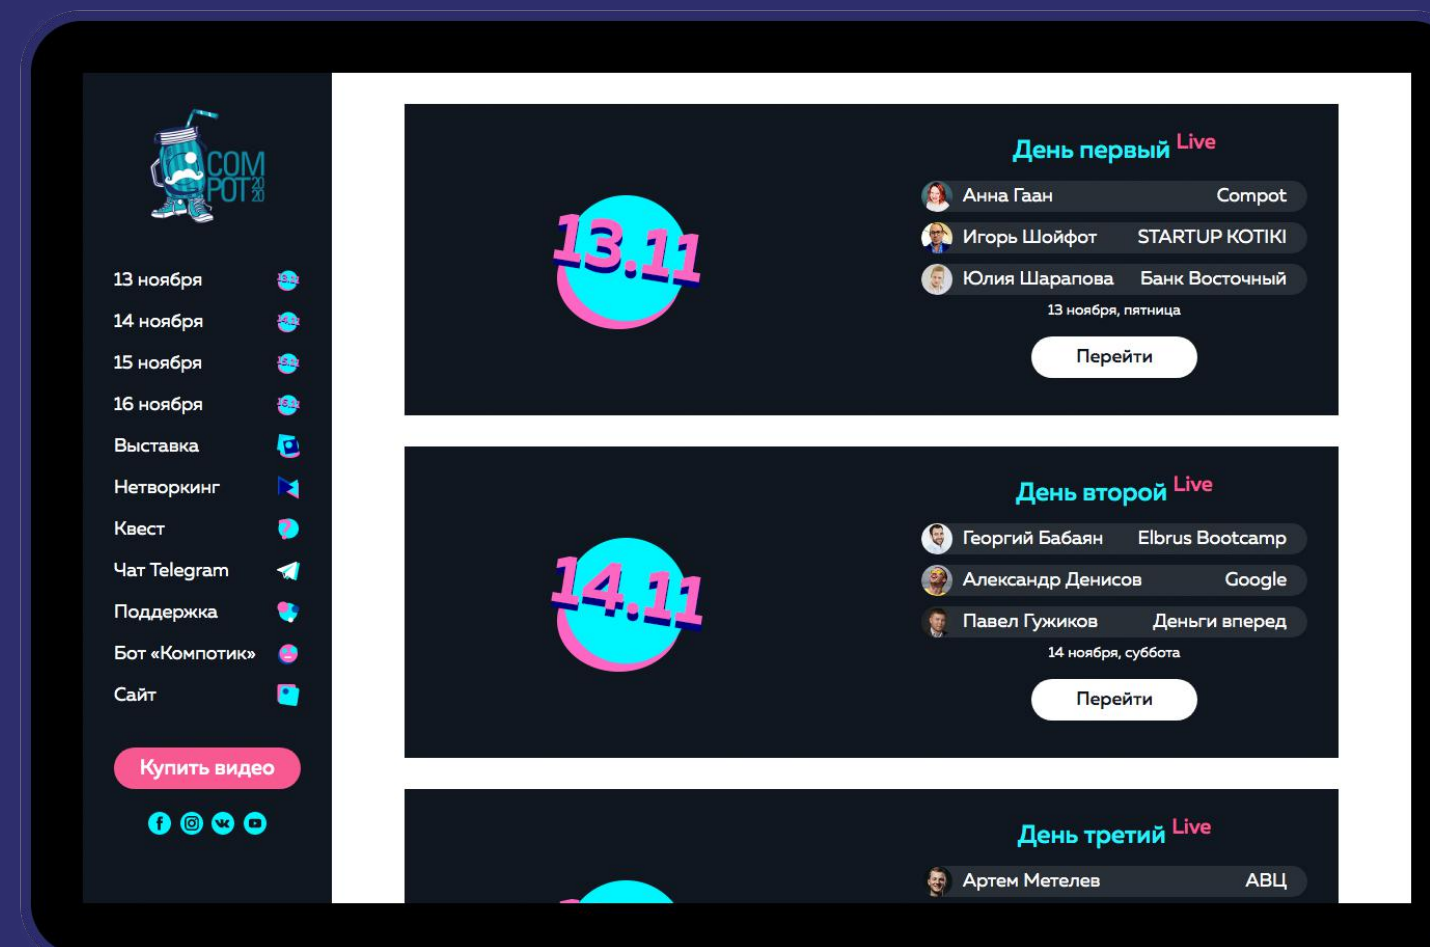 COM
POT 20
20
13 ноября
14 ноября
15 ноября
16 ноября
Выставка
Нетворкинг
Квест
Чат Telegram
Поддержка
Бот «Компотик»
Сайт
Купить видео
13.11
День первый Live
Анна Гаан Compot
Игорь Шойфот STARTUP KOTIKI
Юлия Шарапова Банк Восточный
13 ноября, пятница
Перейти
14.11
День второй Live
Георгий Бабаян Elbrus Bootcamp
Александр Денисов Google
Павел Гужиков Деньги вперед
14 ноября, суббота
Перейти
День третий Live
Артем Метелев АВЦ